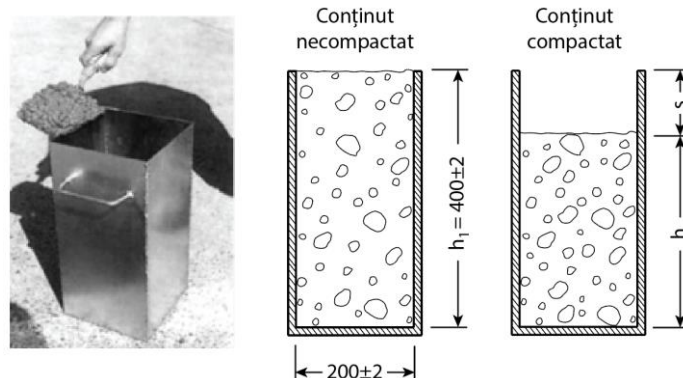 Conținut
necompactat
Conținut
compactat
h₁ = 400±2
s
h
200±2